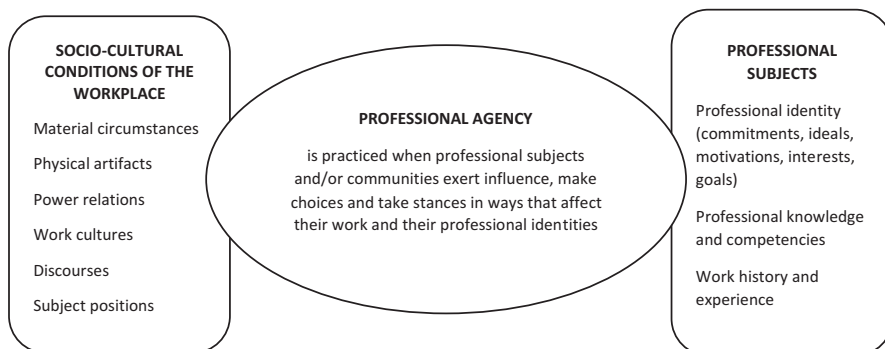 SOCIO-CULTURAL
CONDITIONS OF THE
WORKPLACE
Material circumstances
Physical artifacts
Power relations
Work cultures
Discourses
Subject positions
PROFESSIONAL AGENCY
is practiced when professional subjects
and/or communities exert influence, make
choices and take stances in ways that affect
their work and their professional identities
PROFESSIONAL
SUBJECTS
Professional identity
(commitments, ideals,
motivations, interests,
goals)
Professional knowledge
and competencies
Work history and
experience